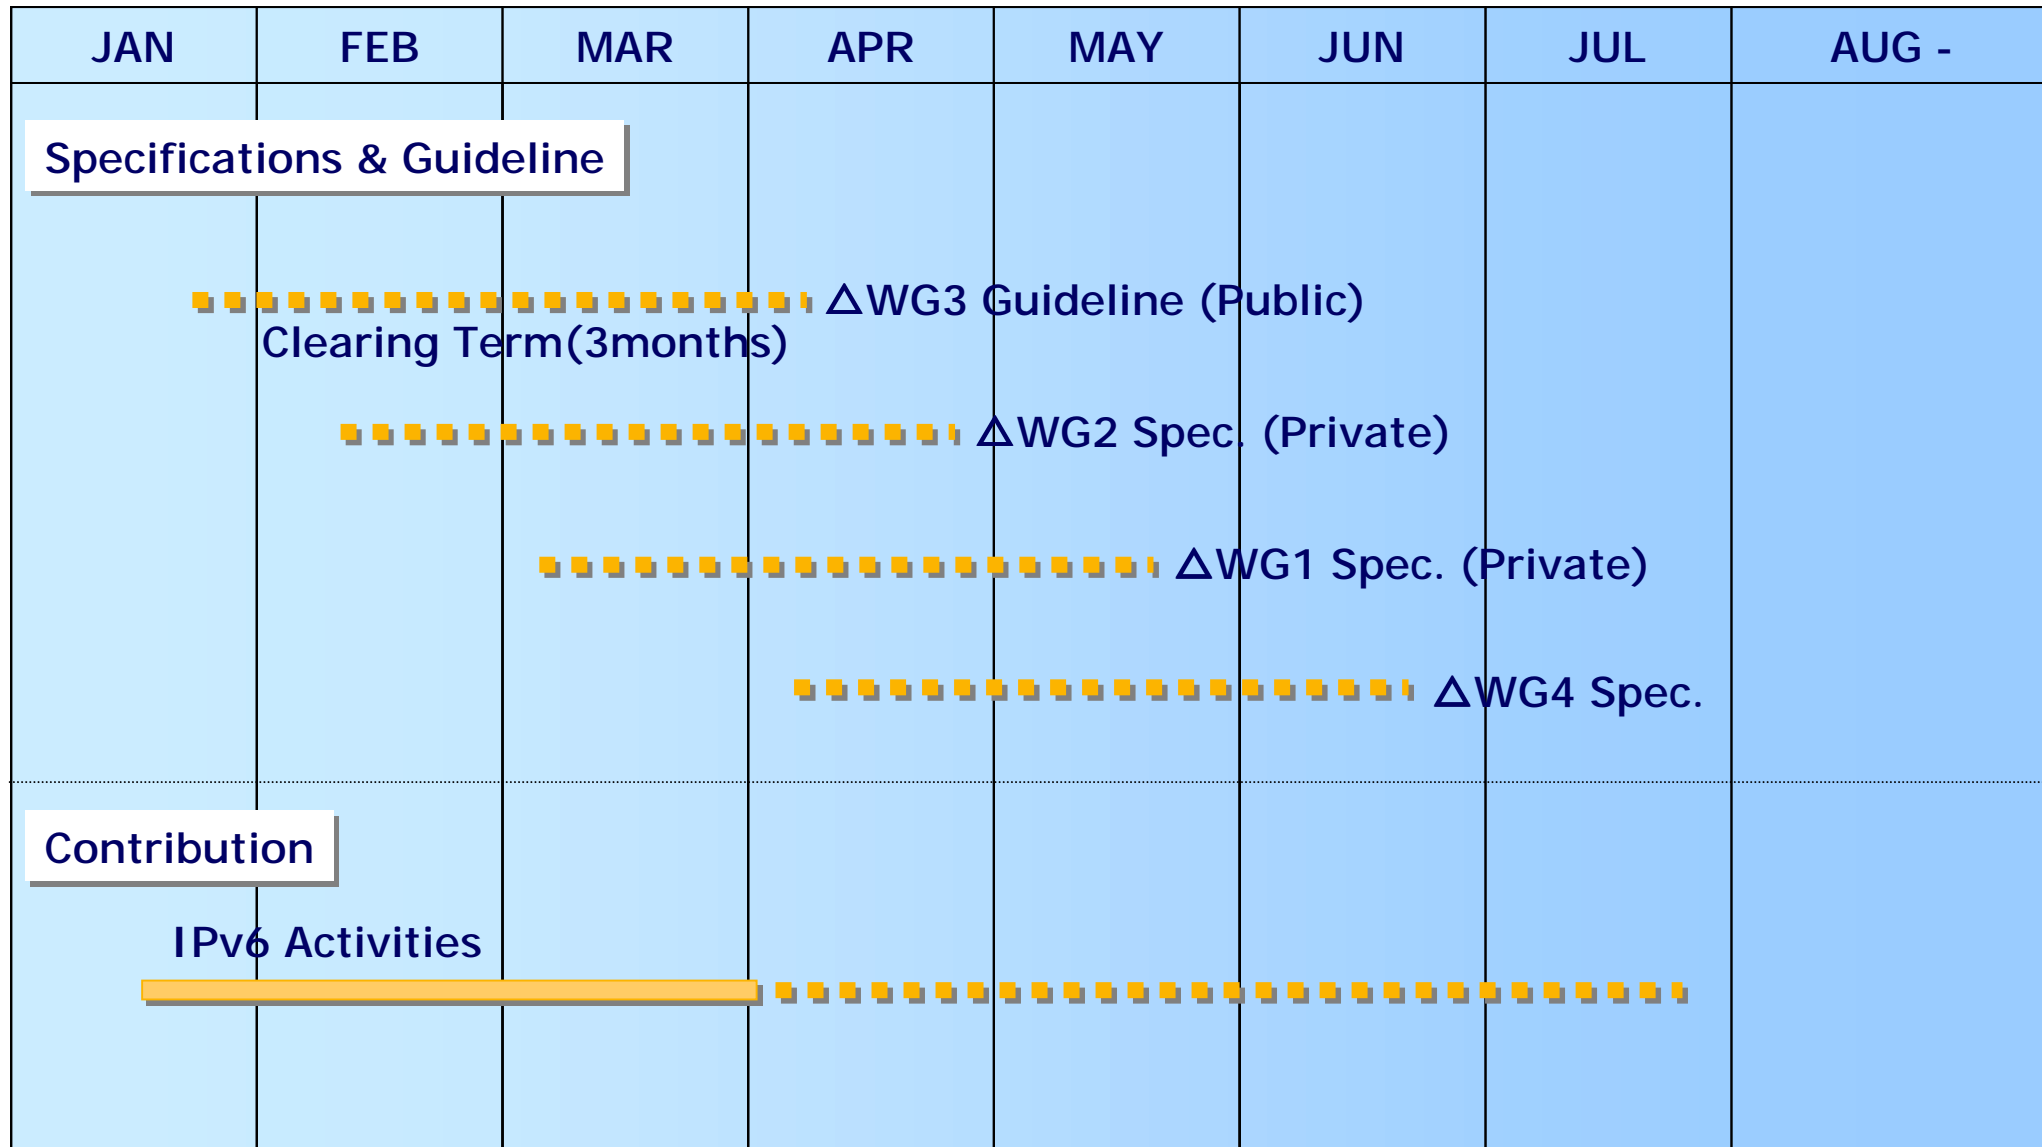 JAN FEB MAR APR MAY JUN JUL AUG -
Specifications & Guideline
△WG3 Guideline (Public)
Clearing Term(3months)
△WG2 Spec. (Private)
△WG1 Spec. (Private)
△WG4 Spec.
Contribution
IPv6 Activities